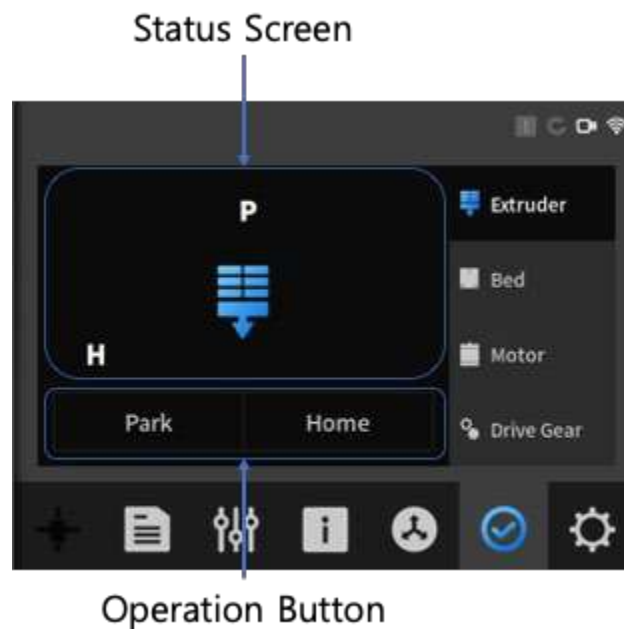 Status Screen
P
Extruder
Bed
H
Motor
Park
Home
Drive Gear
Operation Button